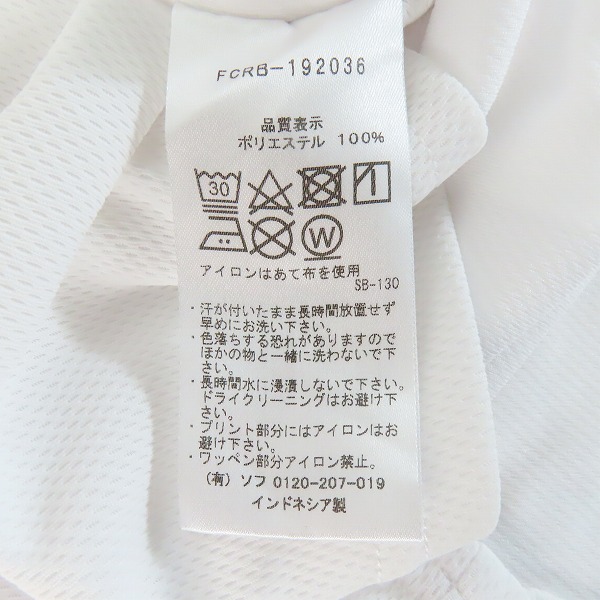 FCRB-192036
品質表示
ポリエステル 100%
30
W
アイロンはあて布を使用
SB-130
・汗が付いたまま長時間放置せず
早めにお洗い下さい。
・色落ちする恐れがありますので
ほかの物と一緒に洗わないで下
さい。
・長時間水に浸漬しないで下さい。
ドライクリーニングはお避け下
さい。
・プリント部分にはアイロンはお
避け下さい。
・ワッペン部分アイロン禁止。
(有) ソフ 0120-207-019
インドネシア製